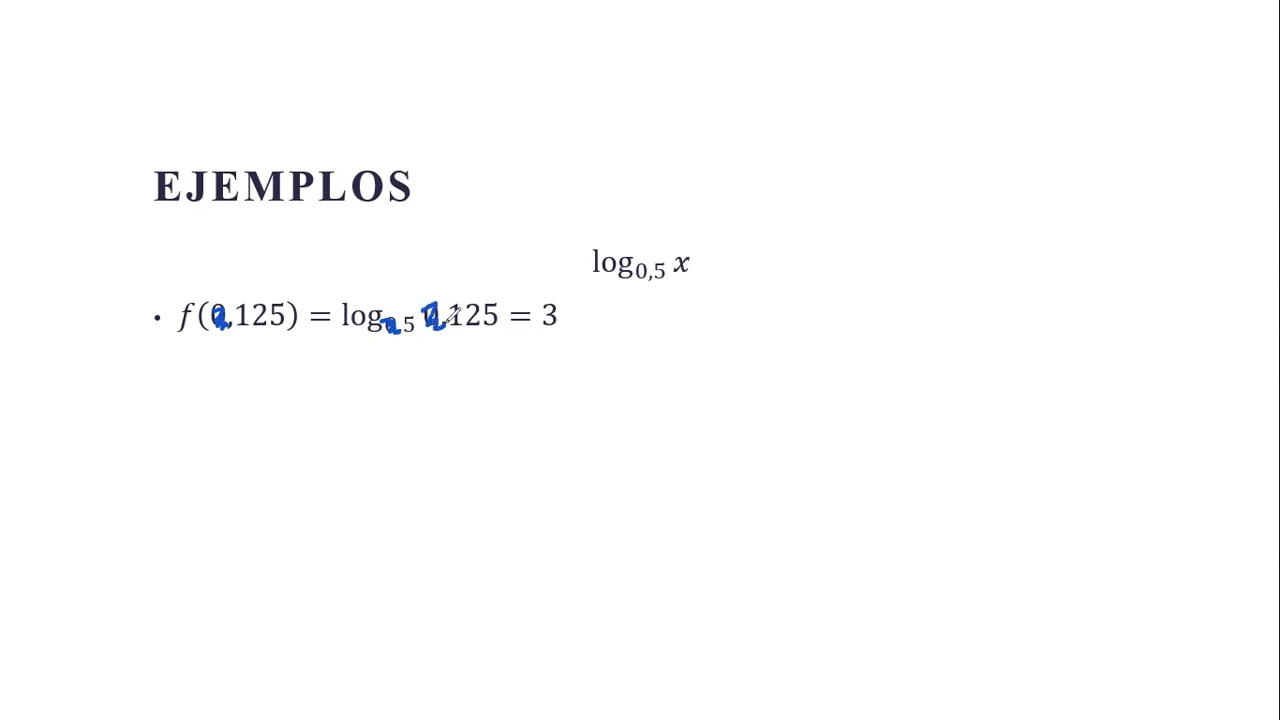 EJEMPLOS
log₀,₅ x
• f(0,125) = log₀,₅ 0,125 = 3